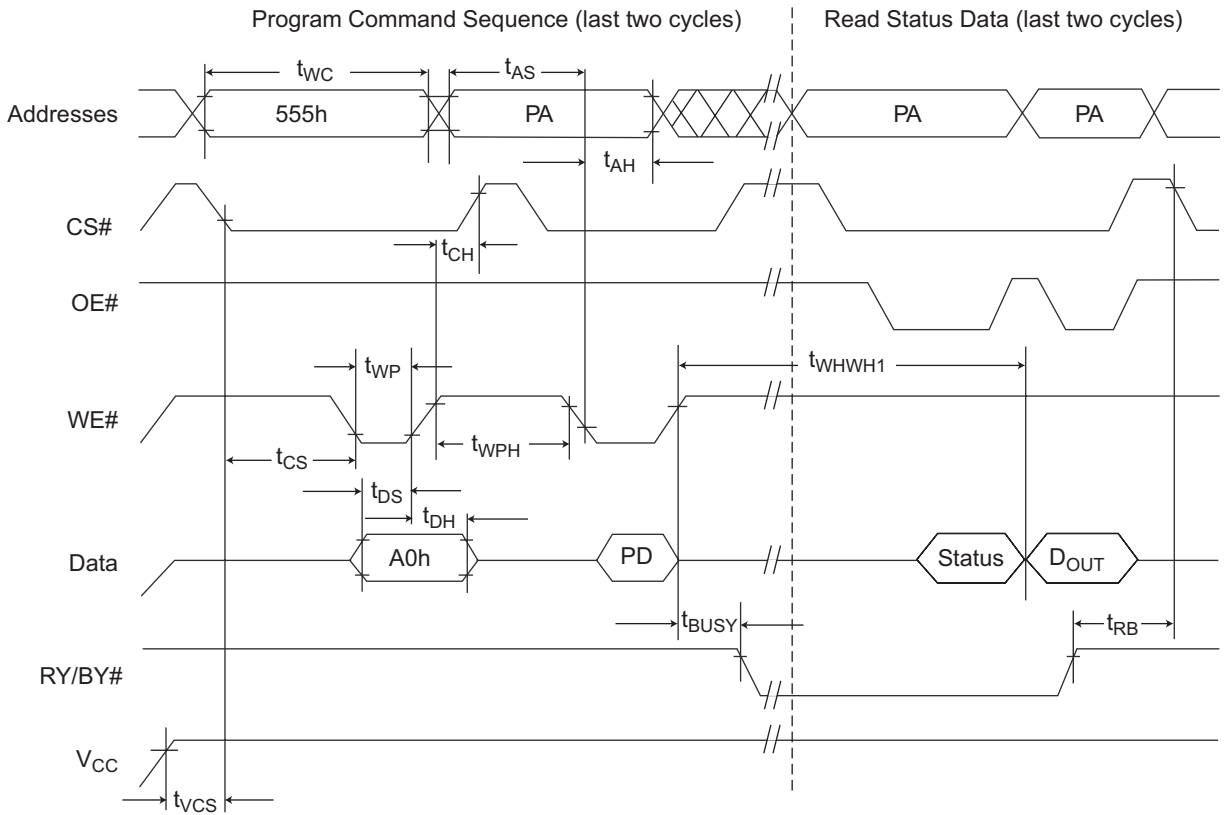 Program Command Sequence (last two cycles)
Read Status Data (last two cycles)
tWC
tAS
Addresses
555h
PA
PA
PA
tAH
CS#
tCH
OE#
tWP
tWHWH1
WE#
tWPH
tCS
tDS
tDH
Data
A0h
PD
Status
DOUT
tBUSY
tRB
RY/BY#
VCC
tVCS